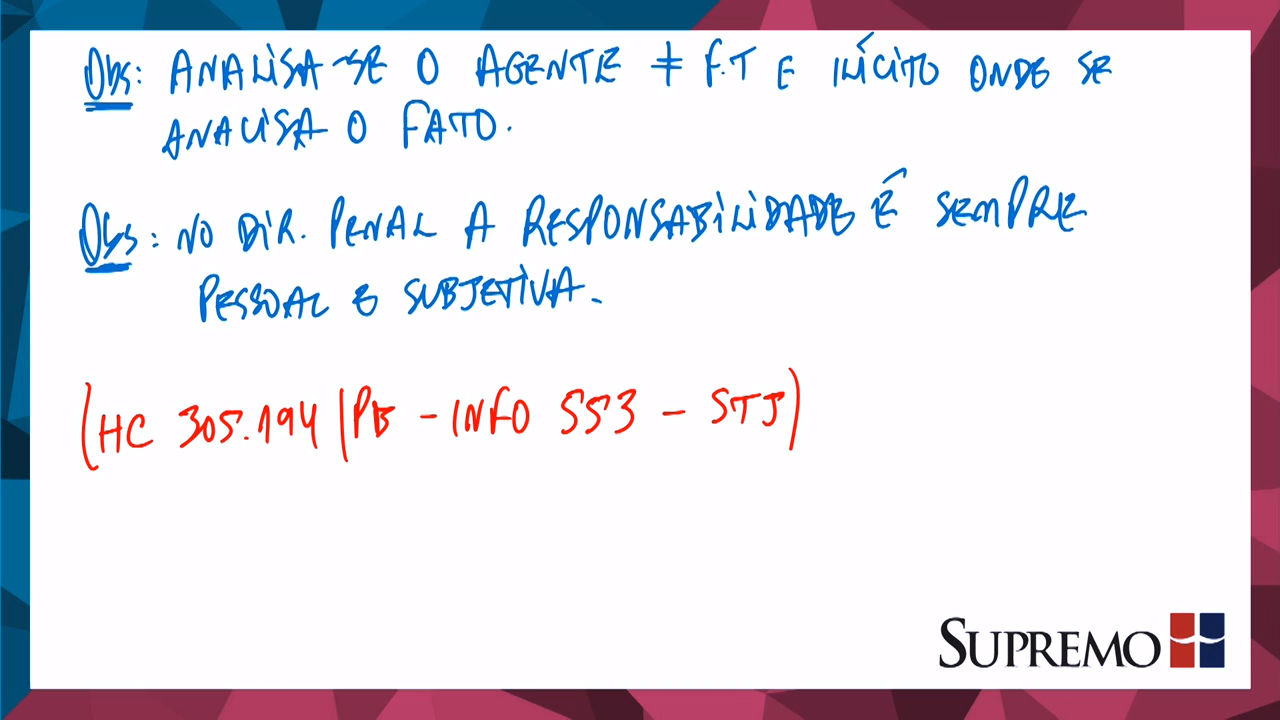 Obs: ANALISA-SE O AGENTE ≠ F.T E ILÍCITO ONDE SE
ANALISA O FATO.
Obs: NO DIR. PENAL A RESPONSABILIDADE É SEMPRE
PESSOAL E SUBJETIVA.
(HC 305.194/PB - INFO 553 - STJ)
SUPREMO